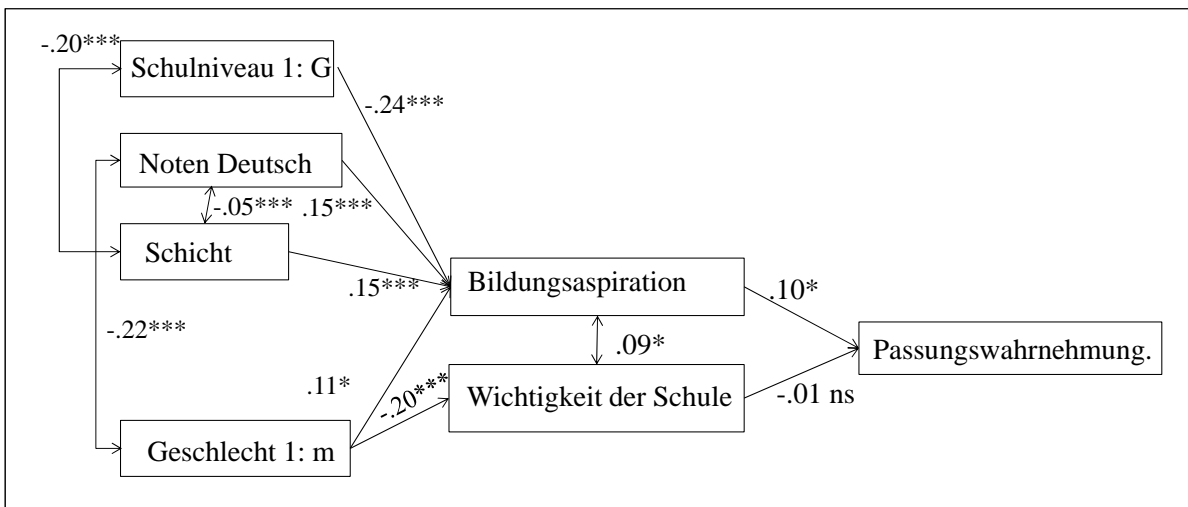 -.20***
Schulniveau 1: G
-.24***
Noten Deutsch
-.05*** .15***
Schicht
.15***
Bildungsaspiration
.10*
-.22***
.09*
Passungswahrnehmung.
.11*
-.20***
Wichtigkeit der Schule
-.01 ns
Geschlecht 1: m